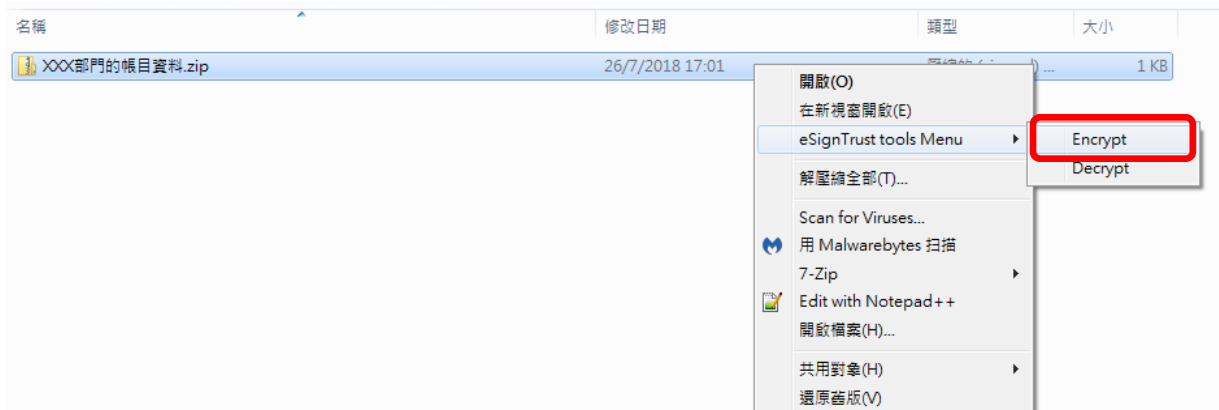 名稱 修改日期 類型 大小
XXX部門的帳目資料.zip 26/7/2018 17:01 ... 1 KB
開啟(O)
在新視窗開啟(E)
eSignTrust tools Menu Encrypt
Decrypt
解壓縮全部(T)...
Scan for Viruses...
用 Malwarebytes 扫描
7-Zip
Edit with Notepad++
開啟檔案(H)...
共用對象(H)
還原舊版(V)